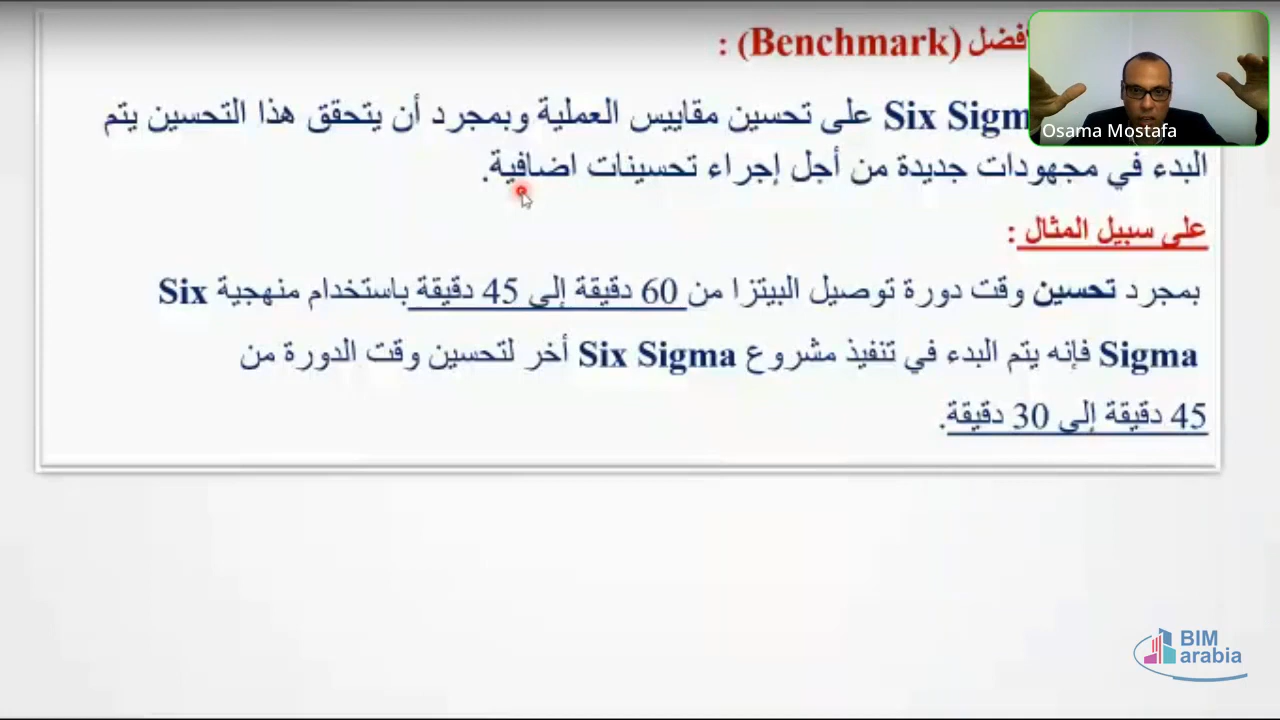 (Benchmark) :
Osama Mostafa
Six على تحسين مقاييس العملية وبمجرد أن يتحقق هذا التحسين يتم
البدء في مجهودات جديدة من أجل إجراء تحسينات اضافية.
على سبيل المثال :
بمجرد تحسين وقت دورة توصيل البيتزا من 60 دقيقة إلى 45 دقيقة باستخدام منهجية Six
Sigma فإنه يتم البدء في تنفيذ مشروع Six Sigma أخر لتحسين وقت الدورة من
45 دقيقة إلى 30 دقيقة.
BIM
arabia